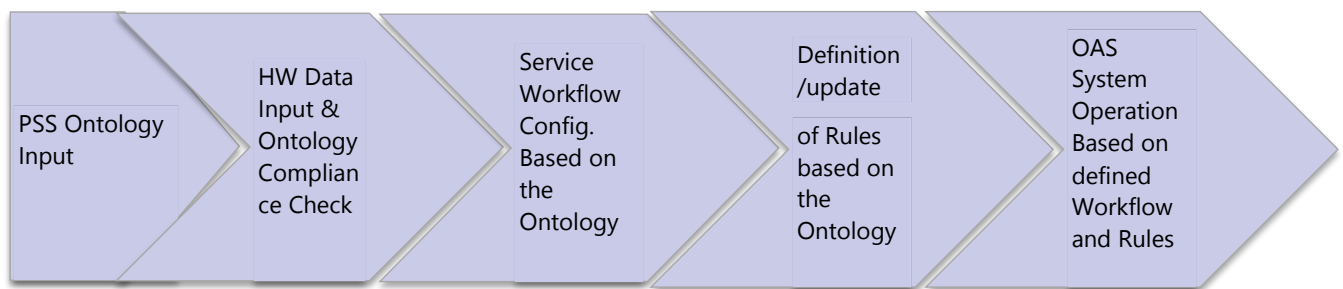 PSS Ontology
Input
HW Data
Input &
Ontology
Complian
ce Check
Service
Workflow
Config.
Based on
the
Ontology
Definition
/update
of Rules
based on
the
Ontology
OAS
System
Operation
Based on
defined
Workflow
and Rules